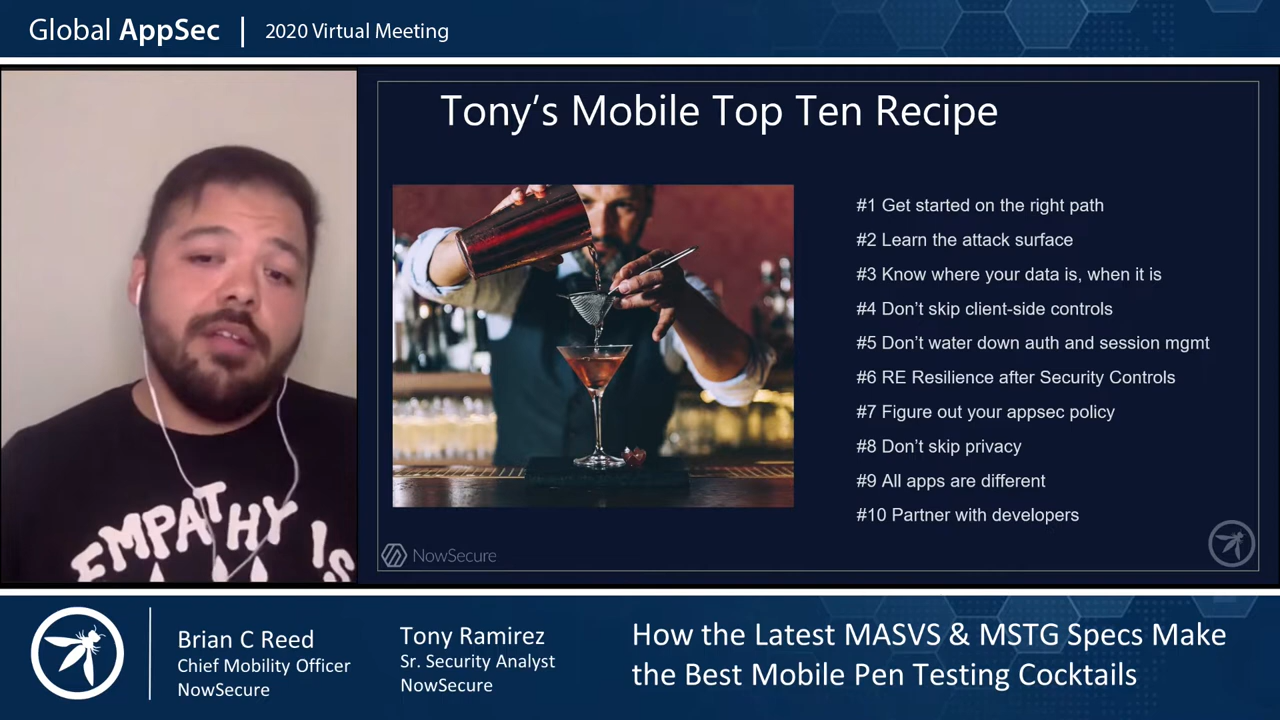 Global AppSec | 2020 Virtual Meeting
Tony's Mobile Top Ten Recipe
#1 Get started on the right path
#2 Learn the attack surface
#3 Know where your data is, when it is
#4 Don't skip client-side controls
#5 Don't water down auth and session mgmt
#6 RE Resilience after Security Controls
#7 Figure out your appsec policy
#8 Don't skip privacy
#9 All apps are different
#10 Partner with developers
NowSecure
EMPATHY IS
Brian C Reed
Chief Mobility Officer
NowSecure
Tony Ramirez
Sr. Security Analyst
NowSecure
How the Latest MASVS & MSTG Specs Make
the Best Mobile Pen Testing Cocktails